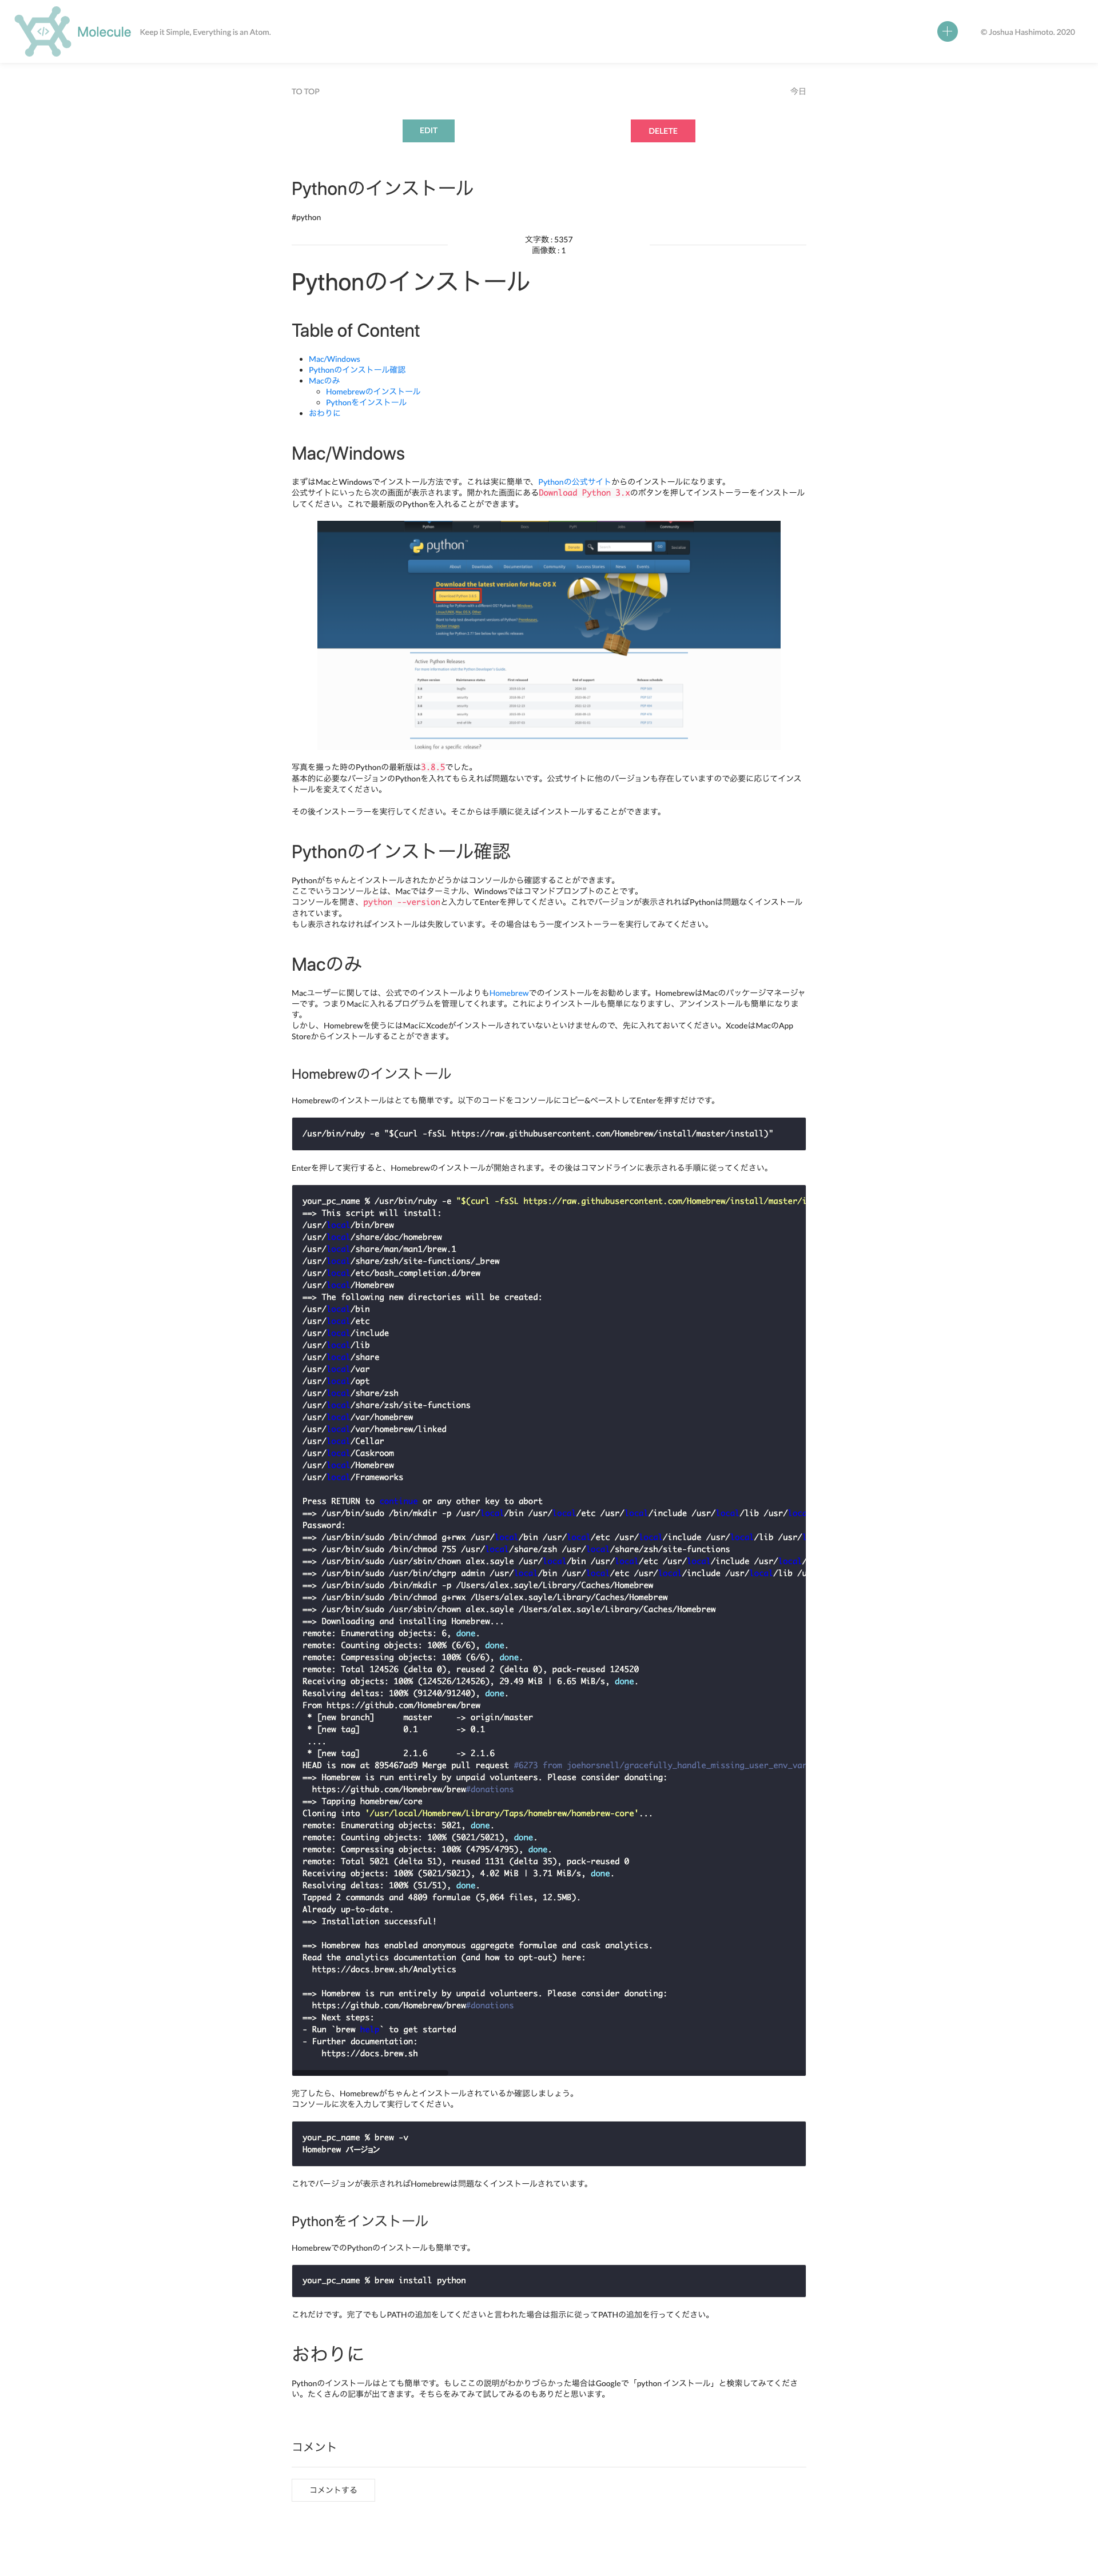 Molecule
Keep it Simple, Everything is an Atom.
© Joshua Hashimoto. 2020
TO TOP
今日
EDIT
DELETE
Pythonのインストール
#python
文字数 : 5357
画像数 : 1
Pythonのインストール
Table of Content
Mac/Windows
Pythonのインストール確認
Macのみ
Homebrewのインストール
Pythonをインストール
おわりに
Mac/Windows
まずはMacとWindowsでインストール方法です。これは実に簡単で、Pythonの公式サイトからのインストールになります。
公式サイトにいったら次の画面が表示されます。開かれた画面にあるDownload Python 3.xのボタンを押してインストーラーをインストール
してください。これで最新版のPythonを入れることができます。
python
Download the latest version for Mac OS X
Active Python Releases
Looking for a specific release?
写真を撮った時のPythonの最新版は3.8.5でした。
基本的に必要なバージョンのPythonを入れてもらえれば問題ないです。公式サイトに他のバージョンも存在していますので必要に応じてインス
トールを変えてください。
その後インストーラーを実行してください。そこからは手順に従えばインストールすることができます。
Pythonのインストール確認
Pythonがちゃんとインストールされたかどうかはコンソールから確認することができます。
ここでいうコンソールとは、Macではターミナル、Windowsではコマンドプロンプトのことです。
コンソールを開き、python --versionと入力してEnterを押してください。これでバージョンが表示されればPythonは問題なくインストール
されています。
もし表示されなければインストールは失敗しています。その場合はもう一度インストーラーを実行してみてください。
Macのみ
Macユーザーに関しては、公式でのインストールよりもHomebrewでのインストールをお勧めします。HomebrewはMacのパッケージマネージャ
ーです。つまりMacに入れるプログラムを管理してくれます。これによりインストールも簡単になりますし、アンインストールも簡単になりま
す。
しかし、Homebrewを使うにはMacにXcodeがインストールされていないといけませんので、先に入れておいてください。XcodeはMacのApp
Storeからインストールすることができます。
Homebrewのインストール
Homebrewのインストールはとても簡単です。以下のコードをコンソールにコピー&ペーストしてEnterを押すだけです。
/usr/bin/ruby -e "$(curl -fsSL https://raw.githubusercontent.com/Homebrew/install/master/install)"
Enterを押して実行すると、Homebrewのインストールが開始されます。その後はコマンドラインに表示される手順に従ってください。
your_pc_name % /usr/bin/ruby -e "$(curl -fsSL https://raw.githubusercontent.com/Homebrew/install/master/i
==> This script will install:
/usr/local/bin/brew
/usr/local/share/doc/homebrew
/usr/local/share/man/man1/brew.1
/usr/local/share/zsh/site-functions/_brew
/usr/local/etc/bash_completion.d/brew
/usr/local/Homebrew
==> The following new directories will be created:
/usr/local/bin
/usr/local/etc
/usr/local/include
/usr/local/lib
/usr/local/share
/usr/local/var
/usr/local/opt
/usr/local/share/zsh
/usr/local/share/zsh/site-functions
/usr/local/var/homebrew
/usr/local/var/homebrew/linked
/usr/local/Cellar
/usr/local/Caskroom
/usr/local/Homebrew
/usr/local/Frameworks
Press RETURN to continue or any other key to abort
==> /usr/bin/sudo /bin/mkdir -p /usr/local/bin /usr/local/etc /usr/local/include /usr/local/lib /usr/loca
Password:
==> /usr/bin/sudo /bin/chmod g+rwx /usr/local/bin /usr/local/etc /usr/local/include /usr/local/lib /usr/l
==> /usr/bin/sudo /bin/chmod 755 /usr/local/share/zsh /usr/local/share/zsh/site-functions
==> /usr/bin/sudo /usr/sbin/chown alex.sayle /usr/local/bin /usr/local/etc /usr/local/include /usr/local/
==> /usr/bin/sudo /usr/bin/chgrp admin /usr/local/bin /usr/local/etc /usr/local/include /usr/local/lib /u
==> /usr/bin/sudo /bin/mkdir -p /Users/alex.sayle/Library/Caches/Homebrew
==> /usr/bin/sudo /bin/chmod g+rwx /Users/alex.sayle/Library/Caches/Homebrew
==> /usr/bin/sudo /usr/sbin/chown alex.sayle /Users/alex.sayle/Library/Caches/Homebrew
==> Downloading and installing Homebrew...
remote: Enumerating objects: 6, done.
remote: Counting objects: 100% (6/6), done.
remote: Compressing objects: 100% (6/6), done.
remote: Total 124526 (delta 0), reused 2 (delta 0), pack-reused 124520
Receiving objects: 100% (124526/124526), 29.49 MiB | 6.65 MiB/s, done.
Resolving deltas: 100% (91240/91240), done.
From https://github.com/Homebrew/brew
* [new branch] master -> origin/master
* [new tag] 0.1 -> 0.1
....
* [new tag] 2.1.6 -> 2.1.6
HEAD is now at 895467ad9 Merge pull request #6273 from joehorsnell/gracefully_handle_missing_user_env_var
==> Homebrew is run entirely by unpaid volunteers. Please consider donating:
https://github.com/Homebrew/brew#donations
==> Tapping homebrew/core
Cloning into '/usr/local/Homebrew/Library/Taps/homebrew/homebrew-core'...
remote: Enumerating objects: 5021, done.
remote: Counting objects: 100% (5021/5021), done.
remote: Compressing objects: 100% (4795/4795), done.
remote: Total 5021 (delta 51), reused 1131 (delta 35), pack-reused 0
Receiving objects: 100% (5021/5021), 4.02 MiB | 3.71 MiB/s, done.
Resolving deltas: 100% (51/51), done.
Tapped 2 commands and 4809 formulae (5,064 files, 12.5MB).
Already up-to-date.
==> Installation successful!
==> Homebrew has enabled anonymous aggregate formulae and cask analytics.
Read the analytics documentation (and how to opt-out) here:
https://docs.brew.sh/Analytics
==> Homebrew is run entirely by unpaid volunteers. Please consider donating:
https://github.com/Homebrew/brew#donations
==> Next steps:
- Run `brew help` to get started
- Further documentation:
https://docs.brew.sh
完了したら、Homebrewがちゃんとインストールされているか確認しましょう。
コンソールに次を入力して実行してください。
your_pc_name % brew -v
Homebrew バージョン
これでバージョンが表示されればHomebrewは問題なくインストールされています。
Pythonをインストール
HomebrewでのPythonのインストールも簡単です。
your_pc_name % brew install python
これだけです。完了でもしPATHの追加をしてくださいと言われた場合は指示に従ってPATHの追加を行ってください。
おわりに
Pythonのインストールはとても簡単です。もしここの説明がわかりづらかった場合はGoogleで「python インストール」と検索してみてくださ
い。たくさんの記事が出てきます。そちらをみてみて試してみるのもありだと思います。
コメント
コメントする